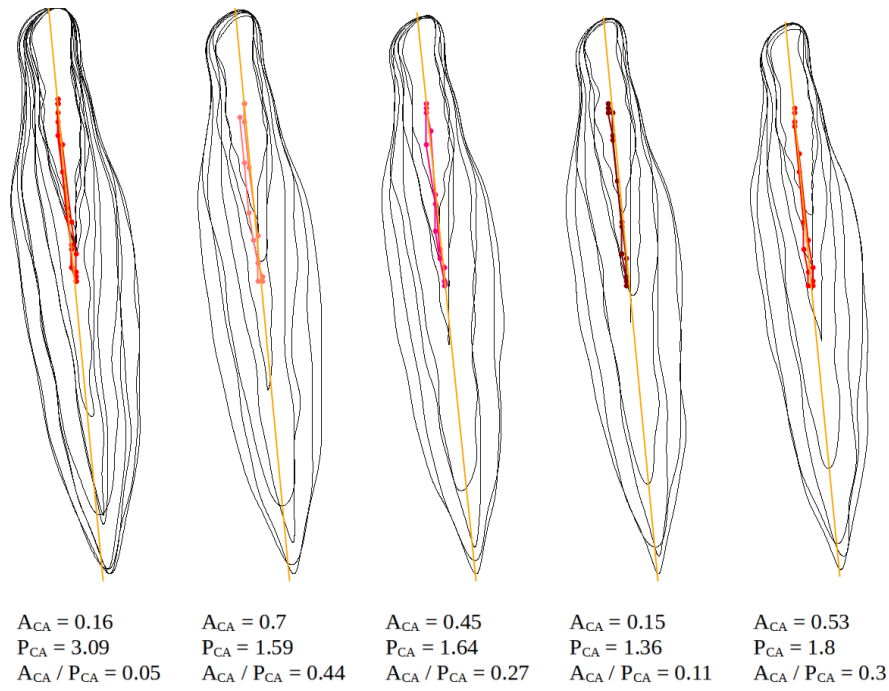 A_CA = 0.16
P_CA = 3.09
A_CA / P_CA = 0.05
A_CA = 0.7
P_CA = 1.59
A_CA / P_CA = 0.44
A_CA = 0.45
P_CA = 1.64
A_CA / P_CA = 0.27
A_CA = 0.15
P_CA = 1.36
A_CA / P_CA = 0.11
A_CA = 0.53
P_CA = 1.8
A_CA / P_CA = 0.3